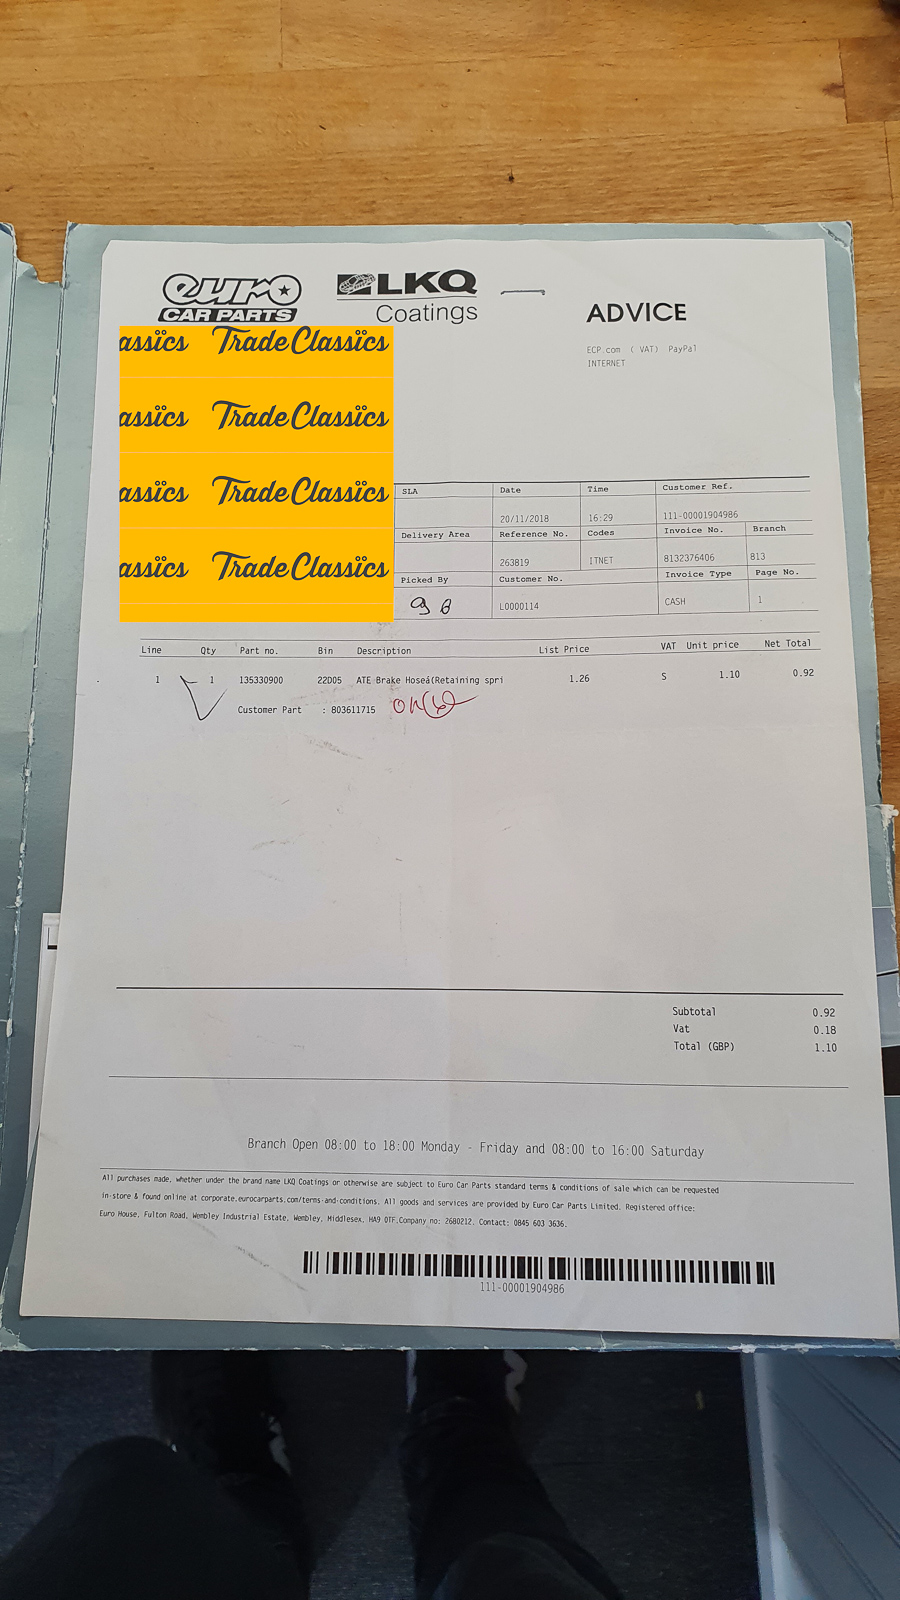 euro
CAR PARTS
LKQ
Coatings
ADVICE
ECP.com ( VAT) PayPal
INTERNET
assics Trade Classics
assics Trade Classics
assics Trade Classics
assics Trade Classics
SLA Date Time Customer Ref.
20/11/2018 16:29 111-00001904986
Delivery Area Reference No. Codes Invoice No. Branch
263819 ITNET 8132376406 B13
Picked By Customer No. Invoice Type Page No.
L0000114 CASH 1
Line Qty Part no. Bin Description List Price VAT Unit price Net Total
1 1 135330900 22D05 ATE Brake Hoseá(Retaining spri 1.26 S 1.10 0.92
Customer Part : 803611715
Subtotal 0.92
Vat 0.18
Total (GBP) 1.10
Branch Open 08:00 to 18:00 Monday - Friday and 08:00 to 16:00 Saturday
All purchases made, whether under the brand name LKQ Coatings or otherwise are subject to Euro Car Parts standard terms & conditions of sale which can be requested
in-store & found online at corporate.eurocarparts.com/terms-and-conditions. All goods and services are provided by Euro Car Parts Limited. Registered office:
Euro House, Fulton Road, Wembley Industrial Estate, Wembley, Middlesex, HA9 0TF.Company no: 2680212, Contact: 0845 603 3636.
111-00001904986